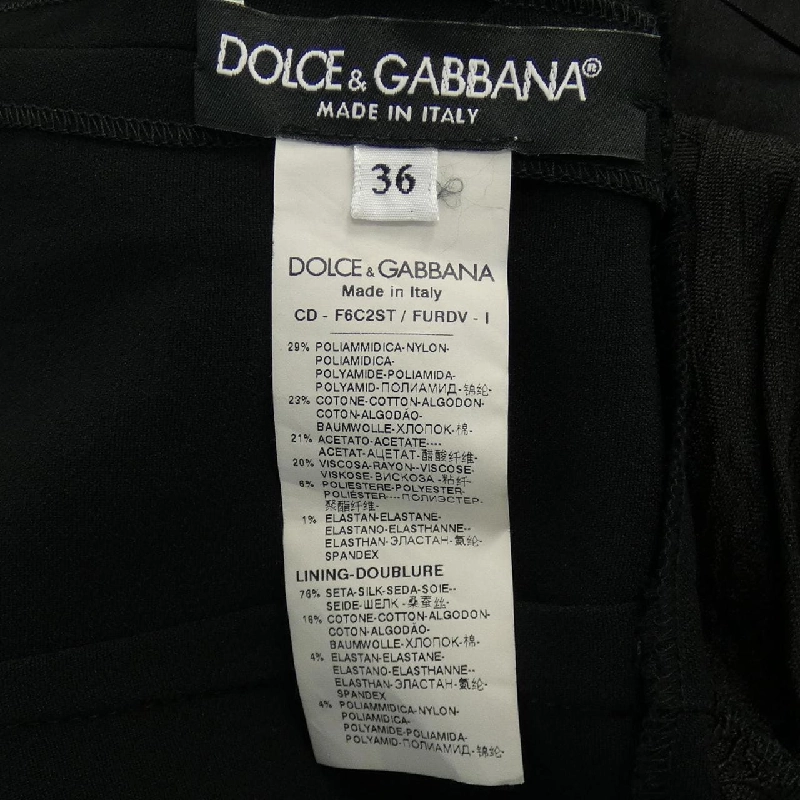 DOLCE & GABBANA®
MADE IN ITALY
36
DOLCE & GABBANA
Made in Italy
CD - F6C2ST / FURDV - I
29% POLIAMMIDICA-NYLON-
POLIAMIDICA-
POLYAMIDE-POLIAMIDA-
POLYAMID-ПОЛИАМИД-锦纶-
23% COTONE-COTTON-ALGODON-
COTON-ALGODÃO-
BAUMWOLLE-ХЛОПОК-棉-
21% ACETATO-ACETATE----
ACETAT-АЦЕТАТ-醋酸纤维-
20% VISCOSA-RAYON--VISCOSE-
VISKOSE-ВИСКОЗА-粘纤-
6% POLIESTERE-POLYESTER-
POLIÉSTER----ПОЛИЭСТЕР-
聚酯纤维-
1% ELASTAN-ELASTANE-
ELASTANO-ELASTHANNE--
ELASTHAN-ЭЛАСТАН-氨纶-
SPANDEX
LINING-DOUBLURE
76% SETA-SILK-SEDA-SOIE--
SEIDE-ШЕЛК-桑蚕丝-
16% COTONE-COTTON-ALGODON-
COTON-ALGODÃO-
BAUMWOLLE-ХЛОПОК-棉-
4% ELASTAN-ELASTANE-
ELASTANO-ELASTHANNE--
ELASTHAN-ЭЛАСТАН-氨纶-
SPANDEX
4% POLIAMMIDICA-NYLON-
POLIAMIDICA-
POLYAMIDE-POLIAMIDA-
POLYAMID-ПОЛИАМИД-锦纶-